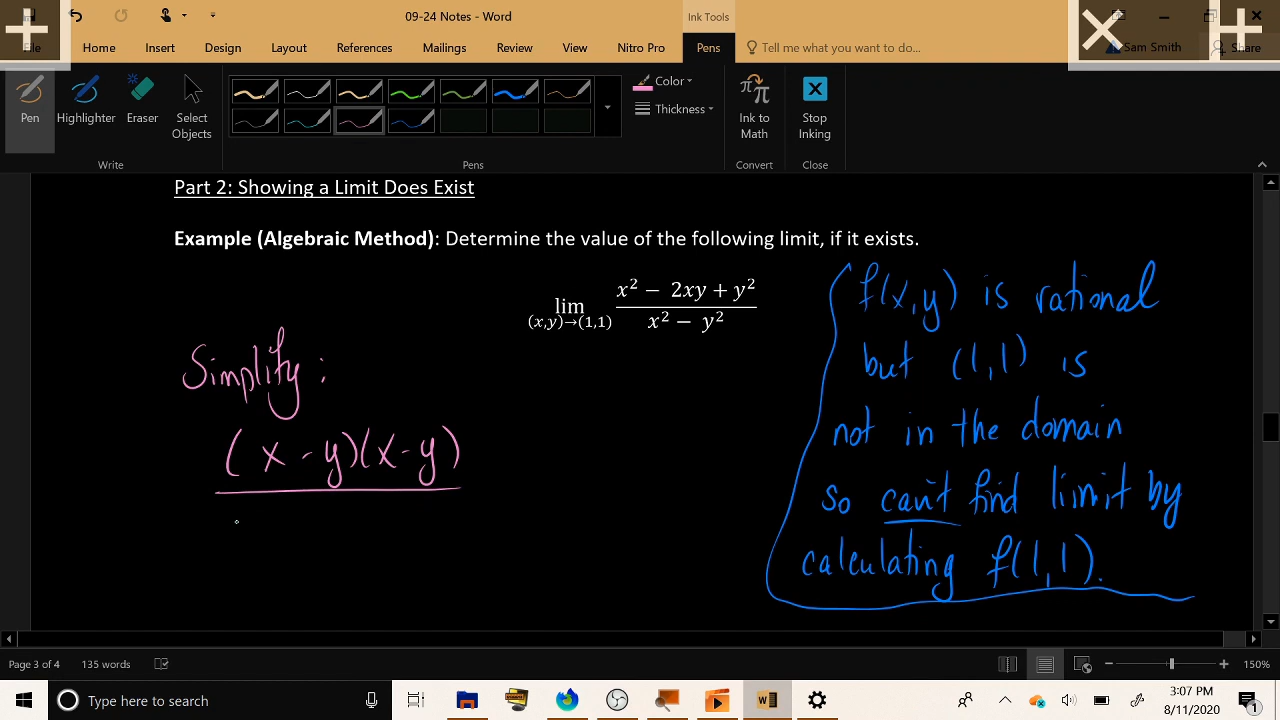 09-24 Notes - Word
Ink Tools
File Home Insert Design Layout References Mailings Review View Nitro Pro Pens Tell me what you want to do... Sam Smith Share
Pen Highlighter Eraser Select Objects
Color
Thickness
Ink to Math
Stop Inking
Write Pens Convert Close
Part 2: Showing a Limit Does Exist
Example (Algebraic Method): Determine the value of the following limit, if it exists.
x² − 2xy + y²
lim
(x,y)→(1,1)
x² − y²
Simplify:
(x-y)(x-y)
f(x,y) is rational
but (1,1) is
not in the domain
so can't find limit by
calculating f(1,1).
Page 3 of 4 135 words 150%
Type here to search
3:07 PM
8/11/2020
1